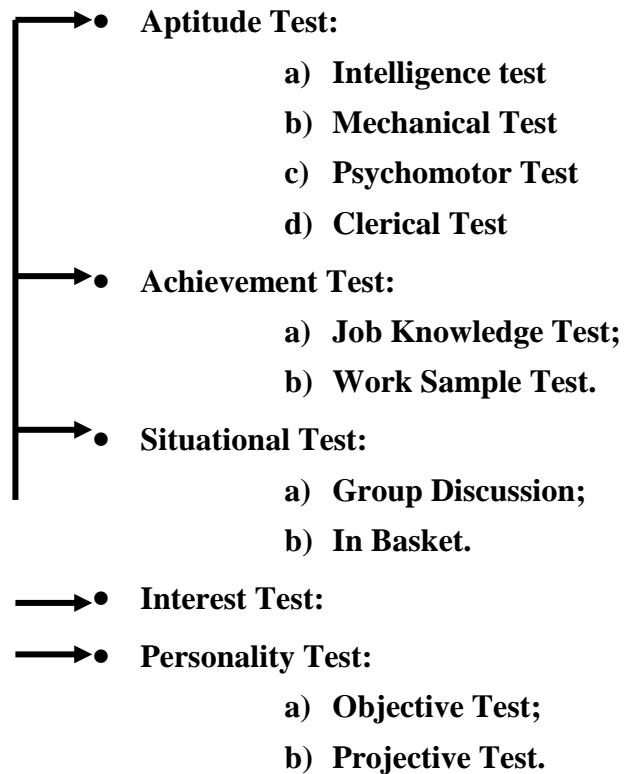 • Aptitude Test:
a) Intelligence test
b) Mechanical Test
c) Psychomotor Test
d) Clerical Test
• Achievement Test:
a) Job Knowledge Test;
b) Work Sample Test.
• Situational Test:
a) Group Discussion;
b) In Basket.
• Interest Test:
• Personality Test:
a) Objective Test;
b) Projective Test.